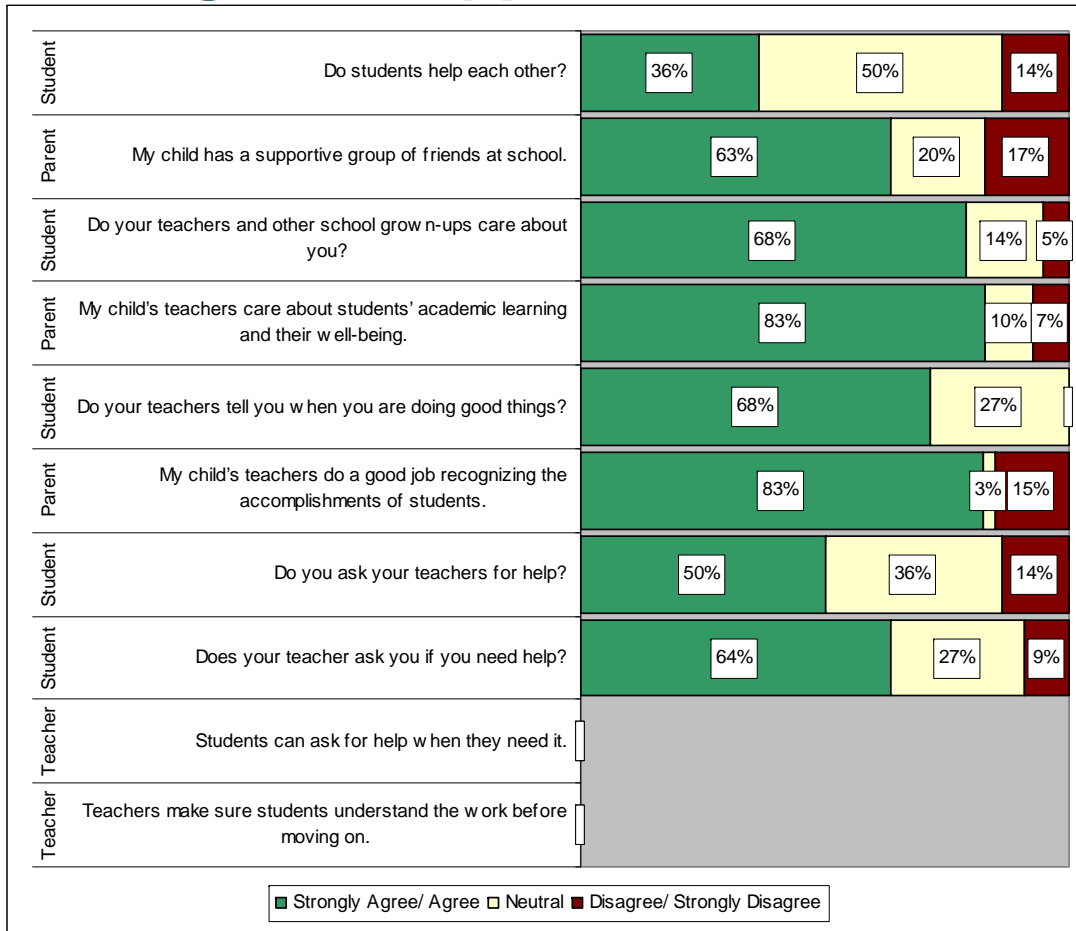 Student
Do students help each other?
36%
50%
14%
Parent
My child has a supportive group of friends at school.
63%
20%
17%
Student
Do your teachers and other school grown-ups care about
you?
68%
14%
5%
Parent
My child's teachers care about students' academic learning
and their well-being.
83%
10%
7%
Student
Do your teachers tell you when you are doing good things?
68%
27%
Parent
My child's teachers do a good job recognizing the
accomplishments of students.
83%
3%
15%
Student
Do you ask your teachers for help?
50%
36%
14%
Student
Does your teacher ask you if you need help?
64%
27%
9%
Teacher
Students can ask for help when they need it.
Teacher
Teachers make sure students understand the work before
moving on.
Strongly Agree/ Agree Neutral Disagree/ Strongly Disagree